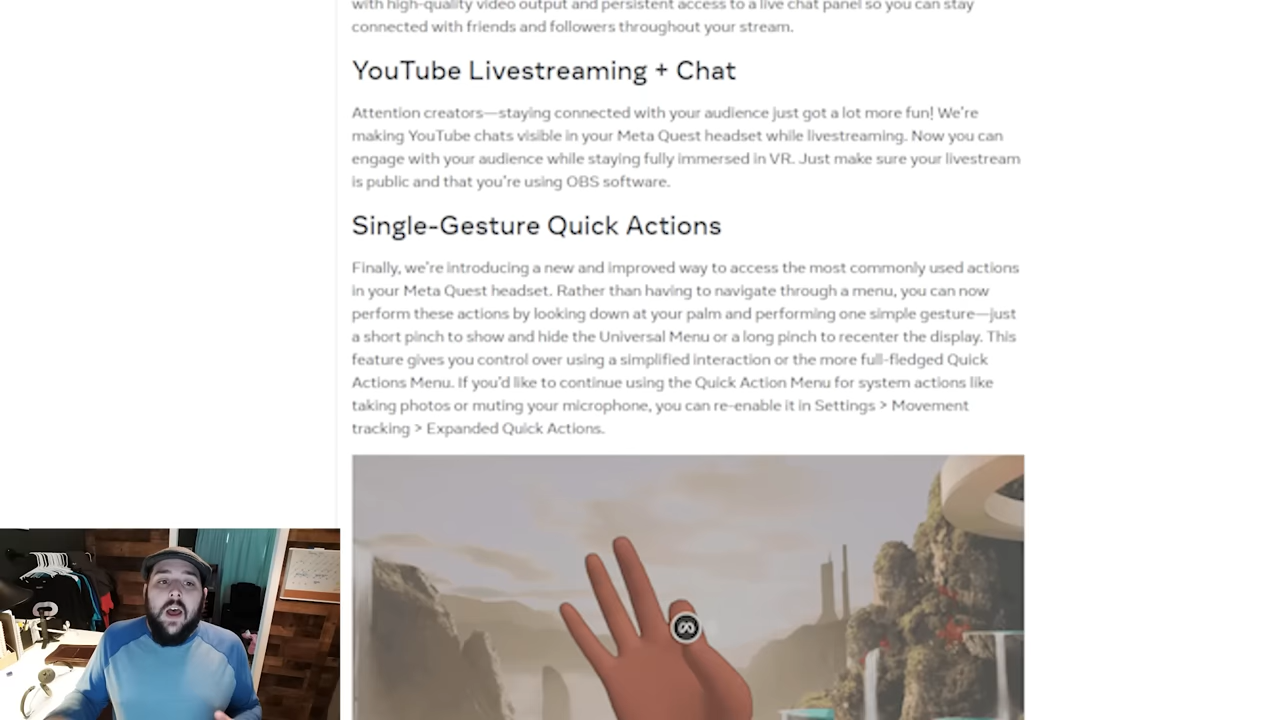 with high-quality video output and persistent access to a live chat panel so you can stay
connected with friends and followers throughout your stream.
YouTube Livestreaming + Chat
Attention creators—staying connected with your audience just got a lot more fun! We're
making YouTube chats visible in your Meta Quest headset while livestreaming. Now you can
engage with your audience while staying fully immersed in VR. Just make sure your livestream
is public and that you're using OBS software.
Single-Gesture Quick Actions
Finally, we're introducing a new and improved way to access the most commonly used actions
in your Meta Quest headset. Rather than having to navigate through a menu, you can now
perform these actions by looking down at your palm and performing one simple gesture—just
a short pinch to show and hide the Universal Menu or a long pinch to recenter the display. This
feature gives you control over using a simplified interaction or the more full-fledged Quick
Actions Menu. If you'd like to continue using the Quick Action Menu for system actions like
taking photos or muting your microphone, you can re-enable it in Settings > Movement
tracking > Expanded Quick Actions.